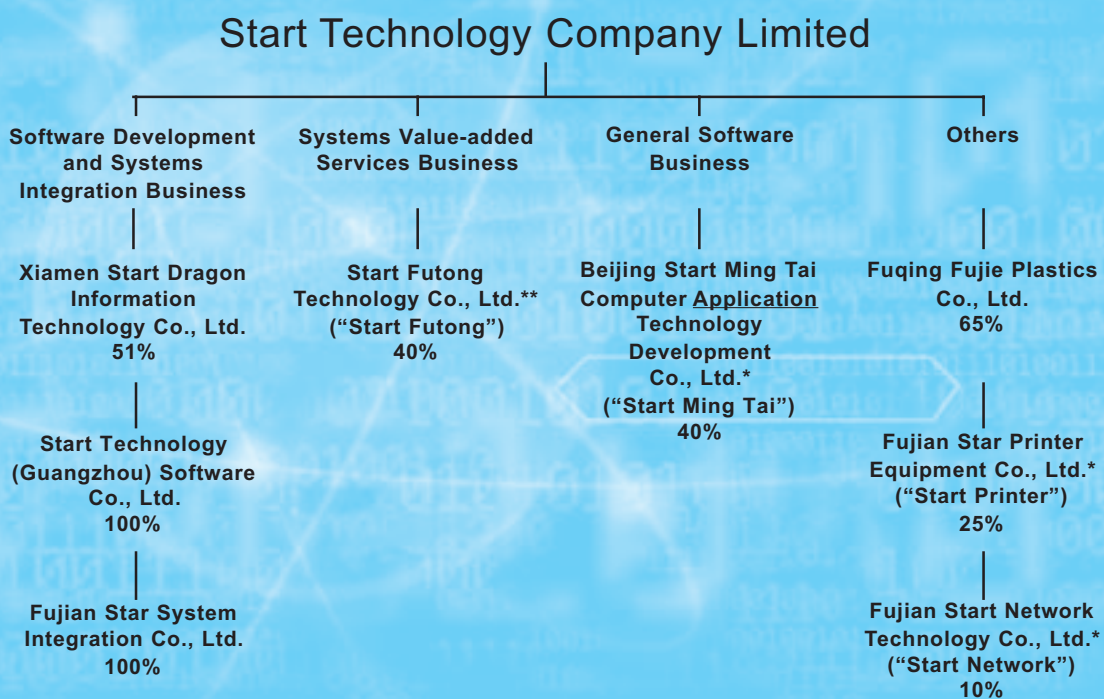 Start Technology Company Limited
Software Development
and Systems
Integration Business
Xiamen Start Dragon
Information
Technology Co., Ltd.
51%
Start Technology
(Guangzhou) Software
Co., Ltd.
100%
Fujian Star System
Integration Co., Ltd.
100%
Systems Value-added
Services Business
Start Futong
Technology Co., Ltd.**
(“Start Futong”)
40%
General Software
Business
Beijing Start Ming Tai
Computer Application
Technology
Development
Co., Ltd.*
(“Start Ming Tai”)
40%
Others
Fuqing Fujie Plastics
Co., Ltd.
65%
Fujian Star Printer
Equipment Co., Ltd.*
(“Start Printer”)
25%
Fujian Start Network
Technology Co., Ltd.*
(“Start Network”)
10%